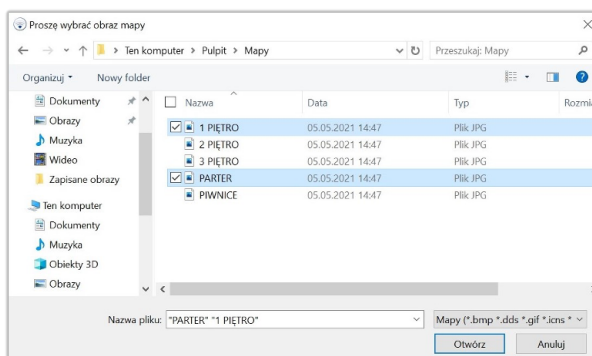 Proszę wybrać obraz mapy
Ten komputer > Pulpit > Mapy
Przeszukaj: Mapy
Organizuj
Nowy folder
Dokumenty
Obrazy
Muzyka
Wideo
Zapisane obrazy
Ten komputer
Dokumenty
Muzyka
Obiekty 3D
Obrazy
Nazwa Data Typ Rozmia
1 PIĘTRO 05.05.2021 14:47 Plik JPG
2 PIĘTRO 05.05.2021 14:47 Plik JPG
3 PIĘTRO 05.05.2021 14:47 Plik JPG
PARTER 05.05.2021 14:47 Plik JPG
PIWNICE 05.05.2021 14:47 Plik JPG
Nazwa pliku: "PARTER" "1 PIĘTRO"
Mapy (*.bmp *.dds *.gif *.icns *
Otwórz
Anuluj